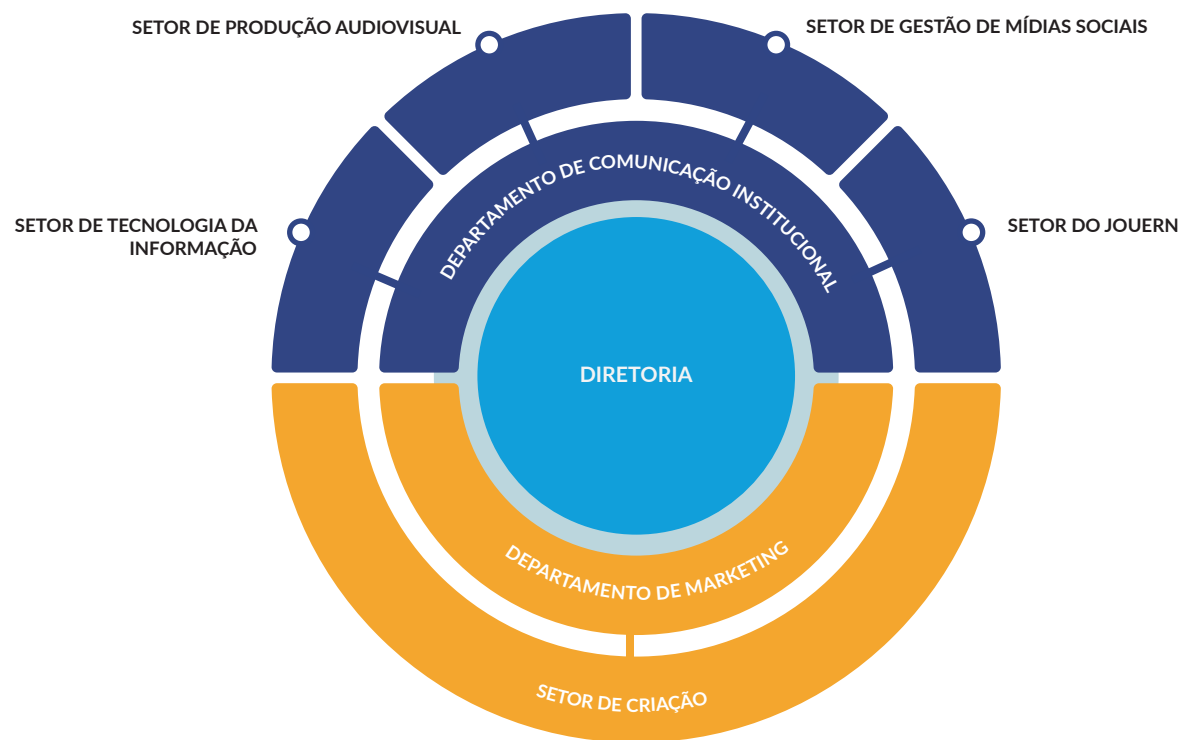 SETOR DE PRODUÇÃO AUDIOVISUAL
SETOR DE GESTÃO DE MÍDIAS SOCIAIS
SETOR DE TECNOLOGIA DA
INFORMAÇÃO
SETOR DO JOUERN
DEPARTAMENTO DE COMUNICAÇÃO INSTITUCIONAL
DIRETORIA
DEPARTAMENTO DE MARKETING
SETOR DE CRIAÇÃO